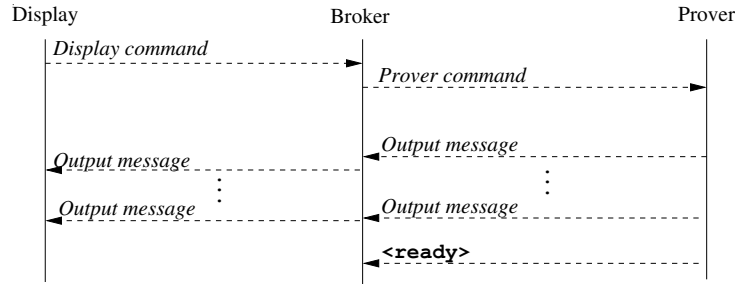 Display Broker Prover
Display command
Prover command
Output message
Output message
Output message
Output message
<ready>